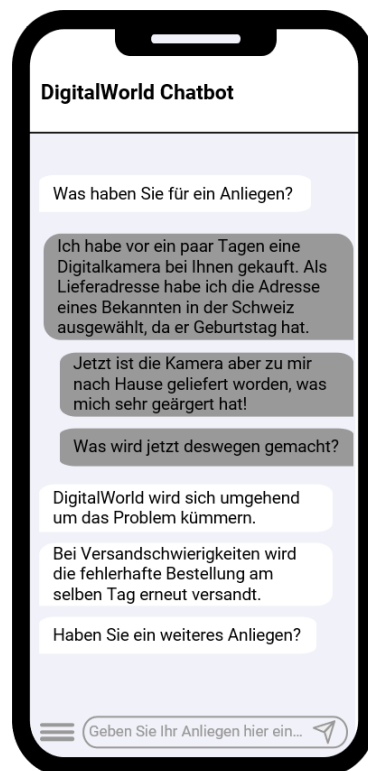 DigitalWorld Chatbot
Was haben Sie für ein Anliegen?
Ich habe vor ein paar Tagen eine
Digitalkamera bei Ihnen gekauft. Als
Lieferadresse habe ich die Adresse
eines Bekannten in der Schweiz
ausgewählt, da er Geburtstag hat.
Jetzt ist die Kamera aber zu mir
nach Hause geliefert worden, was
mich sehr geärgert hat!
Was wird jetzt deswegen gemacht?
DigitalWorld wird sich umgehend
um das Problem kümmern.
Bei Versandschwierigkeiten wird
die fehlerhafte Bestellung am
selben Tag erneut versandt.
Haben Sie ein weiteres Anliegen?
Geben Sie Ihr Anliegen hier ein...